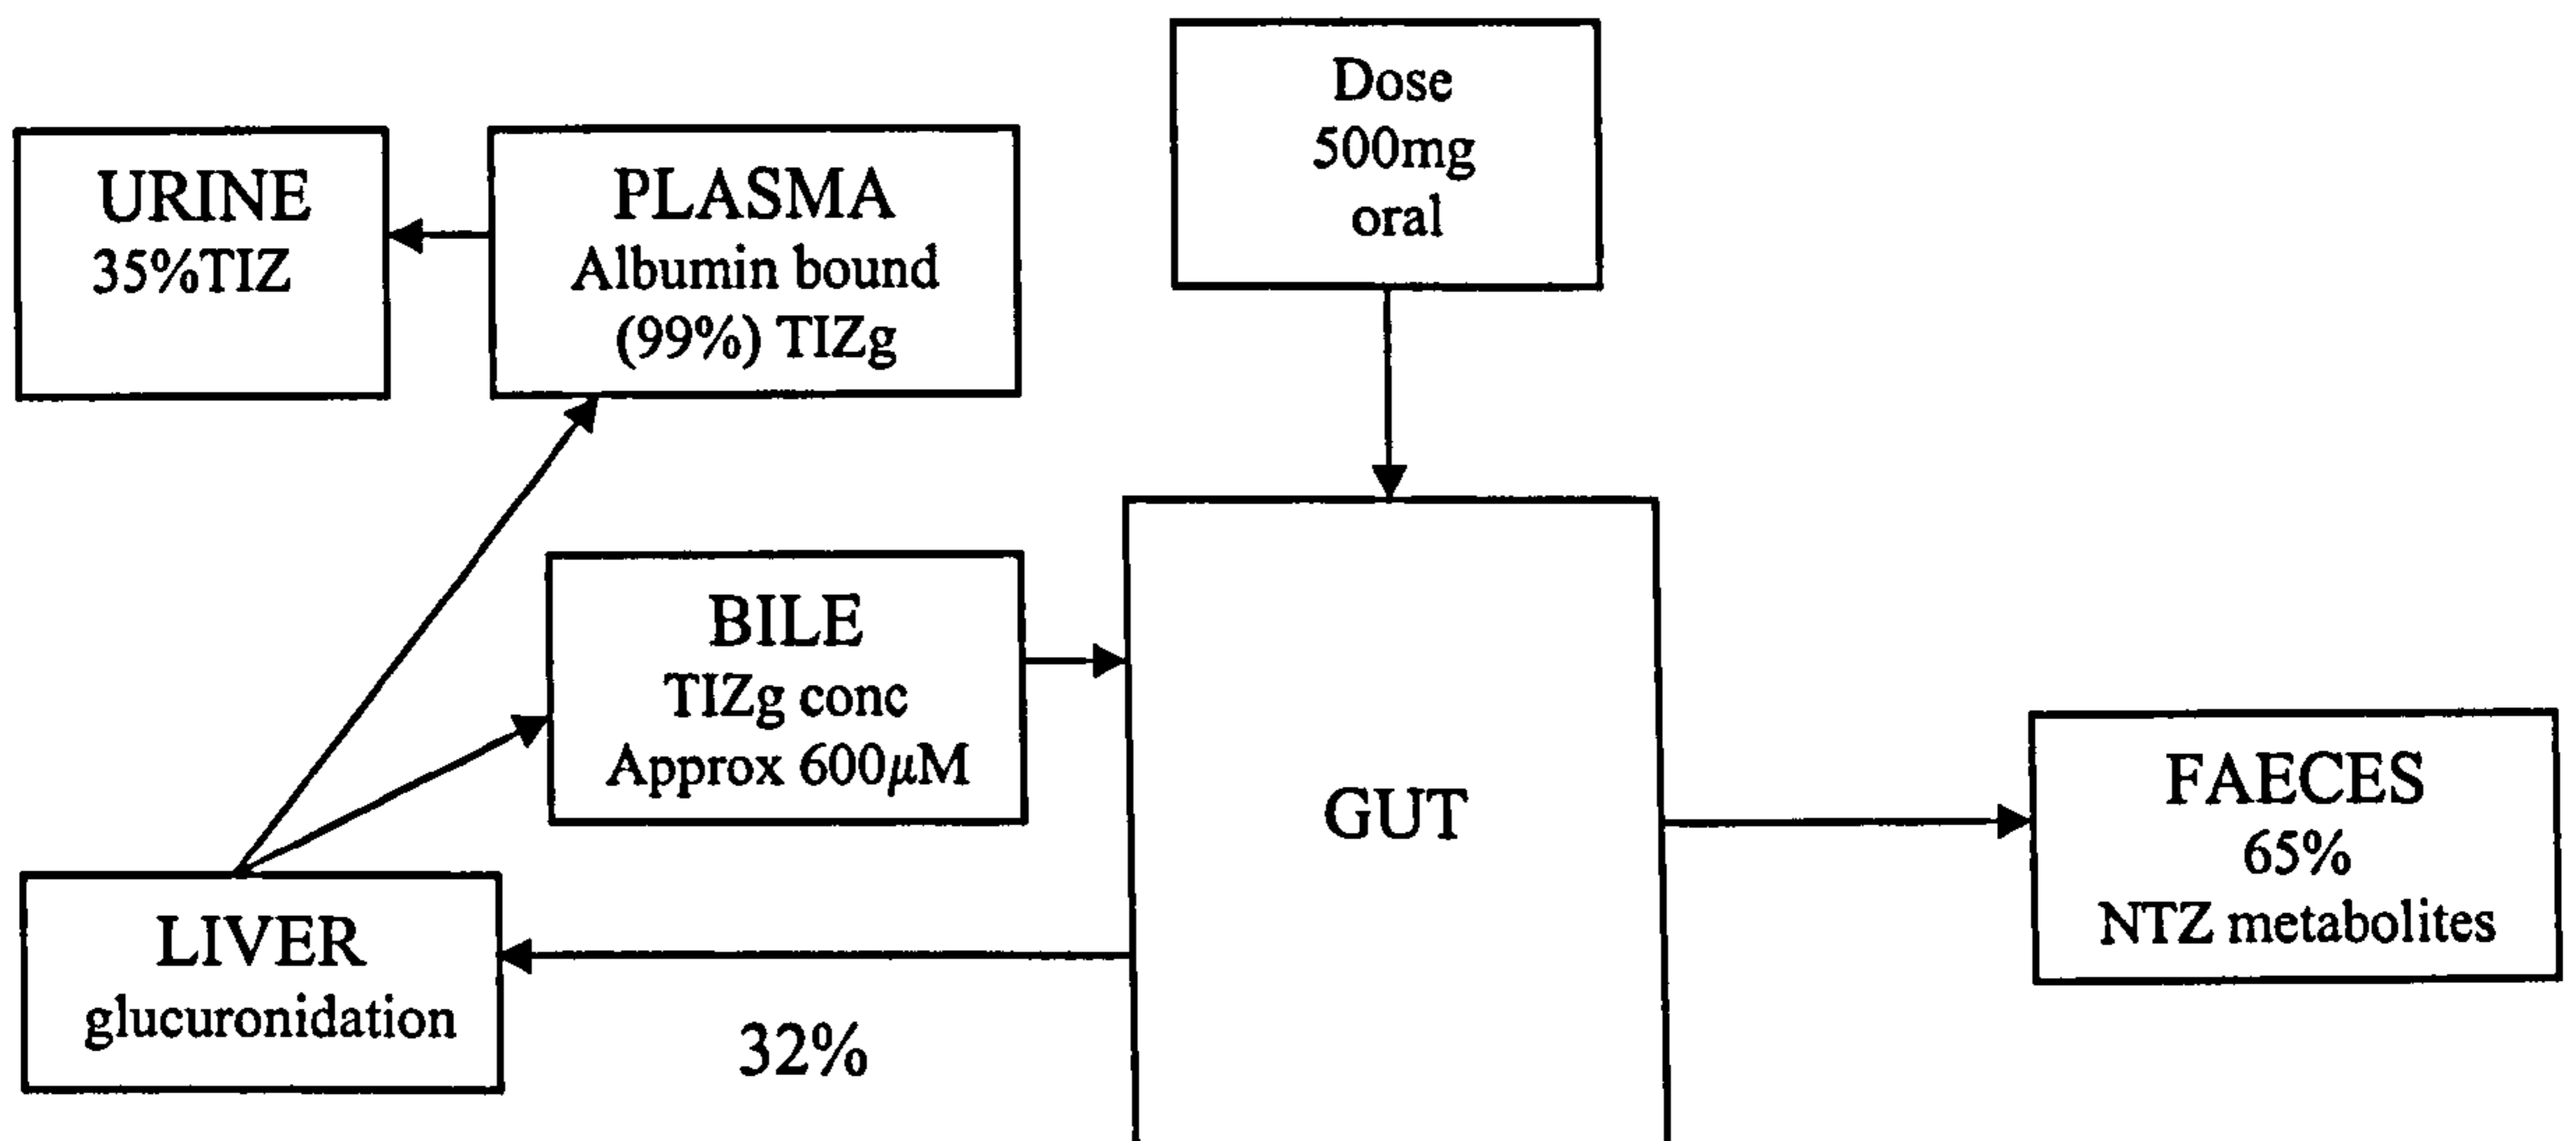 Dose
500mg
oral
URINE
35%TIZ
PLASMA
Albumin bound
(99%) TIZg
BILE
TIZg conc
Approx 600μM
GUT
FAECES
65%
NTZ metabolites
LIVER
glucuronidation
32%